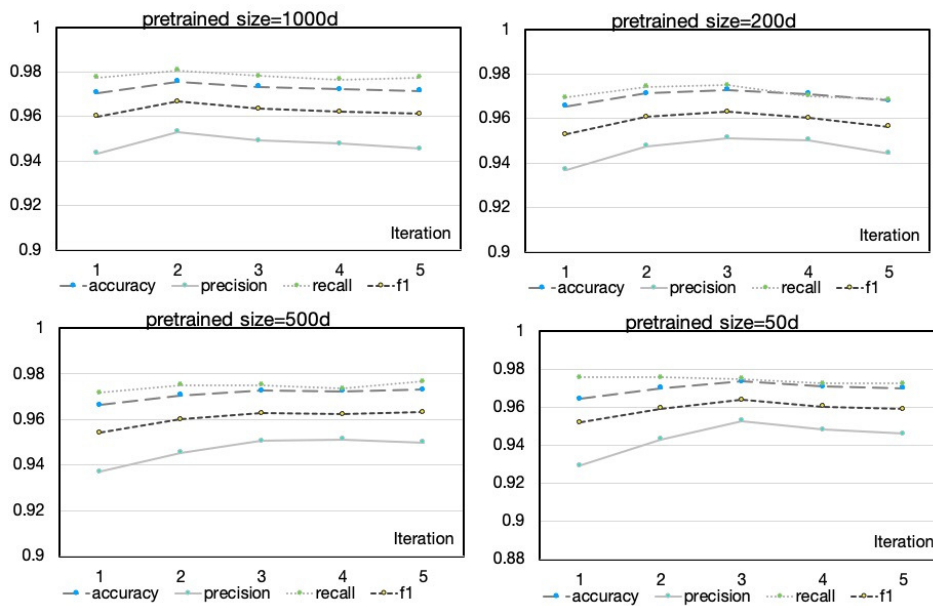 pretrained size=1000d
1
0.98
0.96
0.94
0.92
0.9
Iteration
1 2 3 4 5
accuracy precision recall f1
pretrained size=200d
1
0.98
0.96
0.94
0.92
0.9
Iteration
1 2 3 4 5
accuracy precision recall f1
pretrained size=500d
1
0.98
0.96
0.94
0.92
0.9
Iteration
1 2 3 4 5
accuracy precision recall f1
pretrained size=50d
1
0.98
0.96
0.94
0.92
0.9
0.88
Iteration
1 2 3 4 5
accuracy precision recall f1